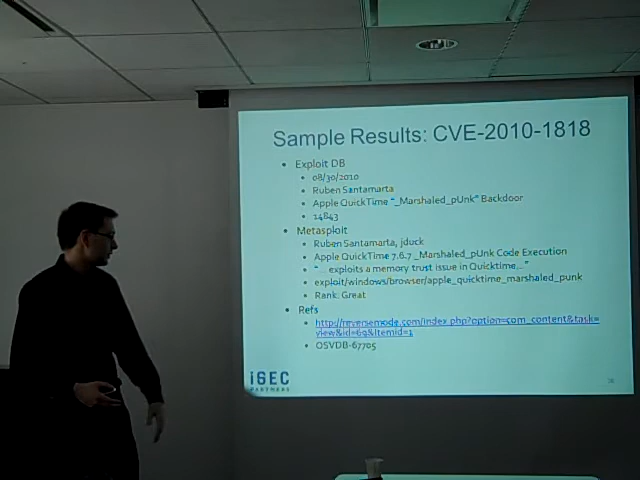 Sample Results: CVE-2010-1818
• Exploit DB
• 08/30/2010
• Ruben Santamarta
• Apple QuickTime "_Marshaled_pUnk" Backdoor
• 14843
• Metasploit
• Ruben Santamarta, jduck
• Apple QuickTime 7.6.7 _Marshaled_pUnk Code Execution
• "... exploits a memory trust issue in Quicktime..."
• exploit/windows/browser/apple_quicktime_marshaled_punk
• Rank: Great
• Refs
• http://reversemode.com/index.php?option=com_content&task=
view&id=69&Itemid=1
• OSVDB-67705
iSEC
PARTNERS